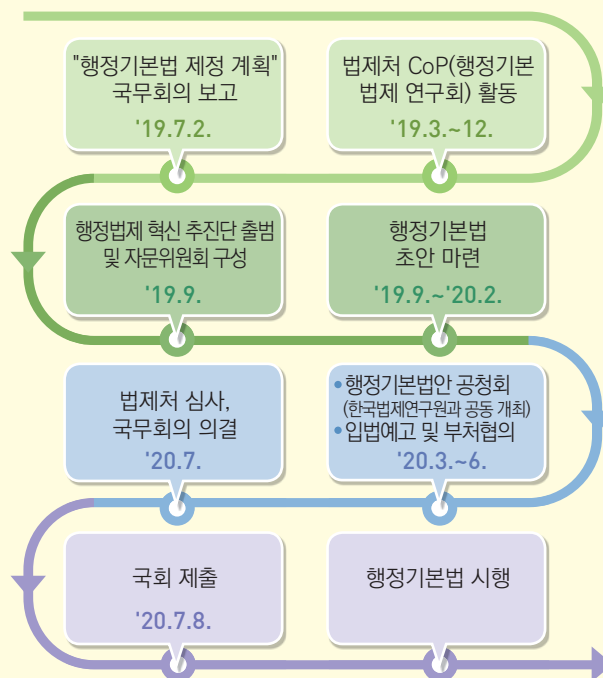 "행정기본법 제정 계획"
국무회의 보고
'19.7.2.
법제처 CoP(행정기본
법제 연구회) 활동
'19.3.~12.
행정법제 혁신 추진단 출범
및 자문위원회 구성
'19.9.
행정기본법
초안 마련
'19.9.~'20.2.
법제처 심사,
국무회의 의결
'20.7.
• 행정기본법안 공청회
(한국법제연구원과 공동 개최)
• 입법예고 및 부처협의
'20.3.~6.
국회 제출
'20.7.8.
행정기본법 시행